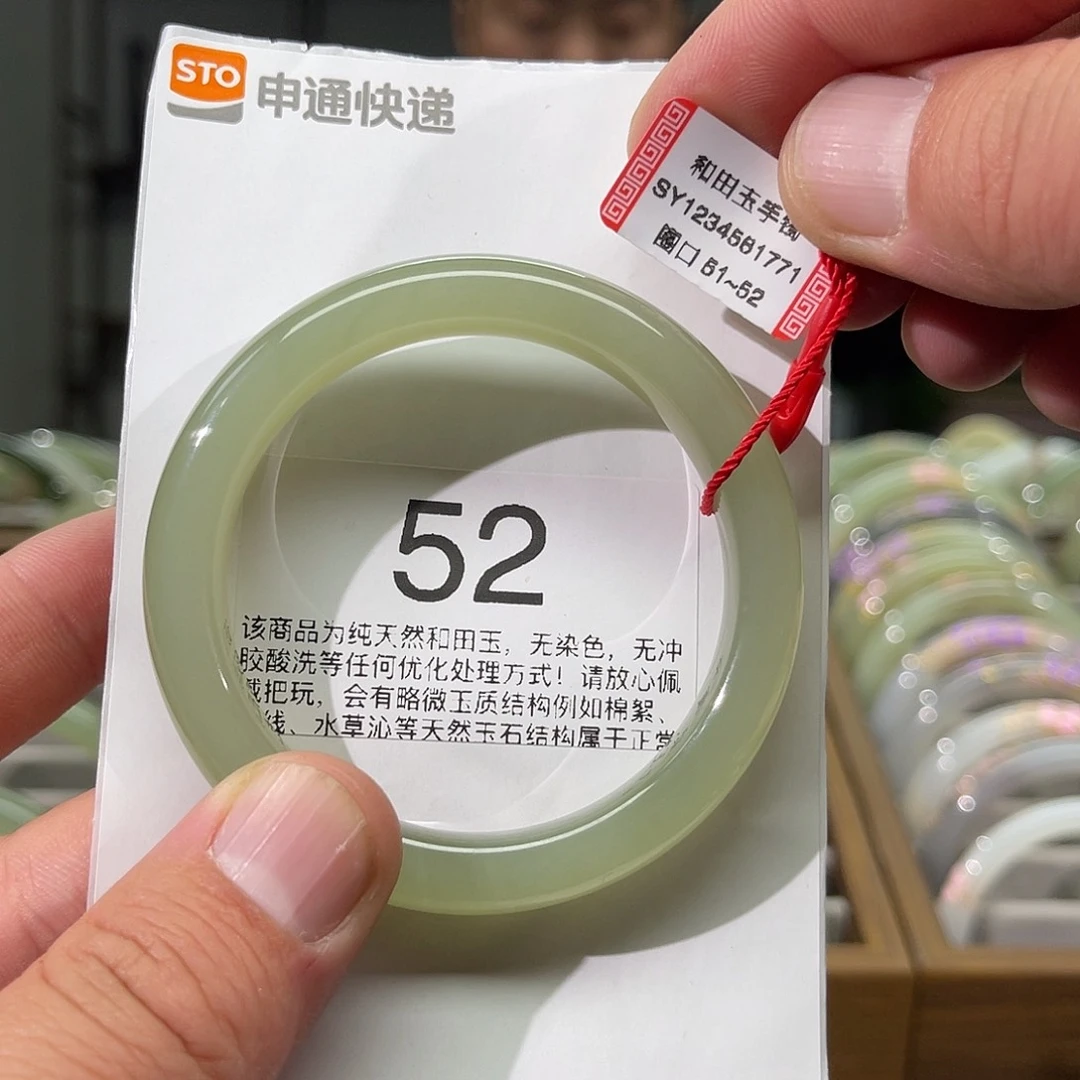 STO
申通快递
和田玉手镯
SY1234561771
圈口 51~52
52
该商品为纯天然和田玉，无染色，无冲
胶酸洗等任何优化处理方式！请放心佩
戴把玩，会有略微玉质结构例如棉絮、
线、水草沁等天然玉石结构属于正常